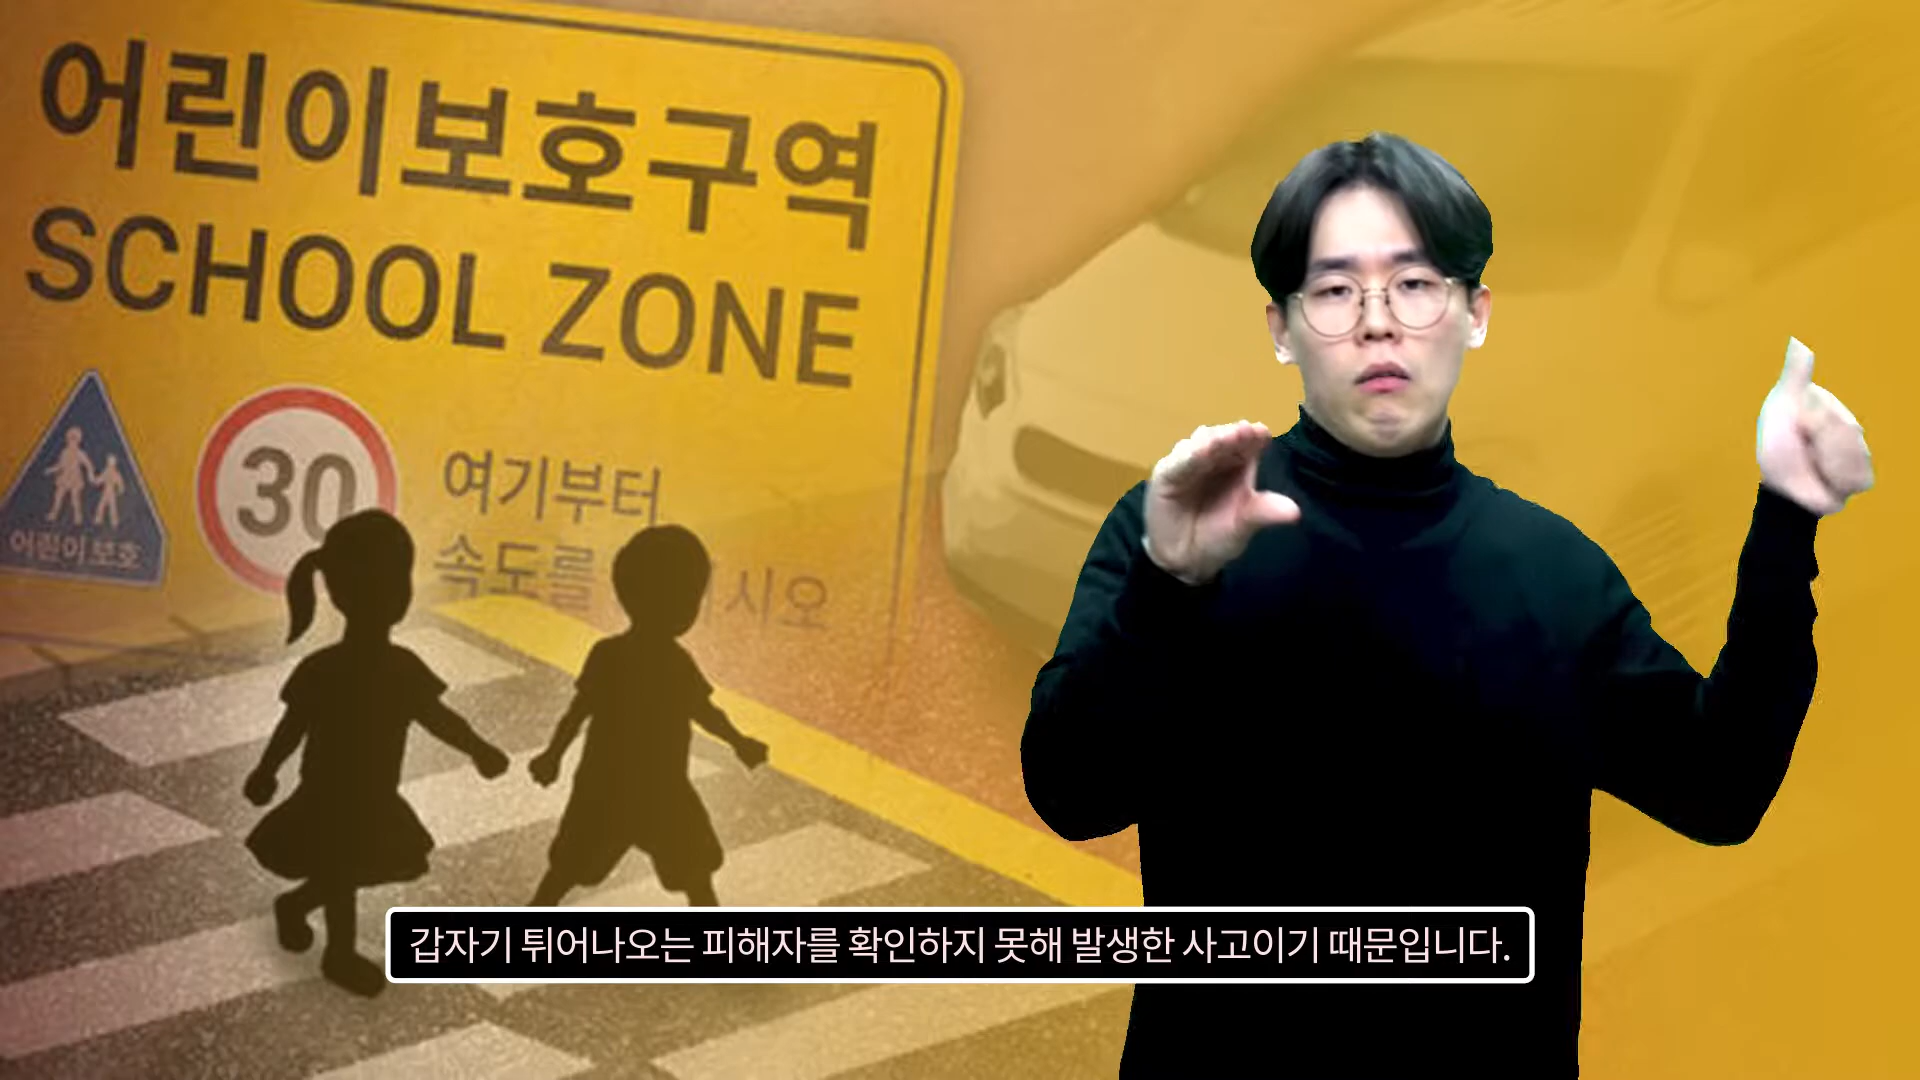 어린이보호구역
SCHOOL ZONE
어린이보호
30
여기부터
속도를 시오
갑자기 튀어나오는 피해자를 확인하지 못해 발생한 사고이기 때문입니다.